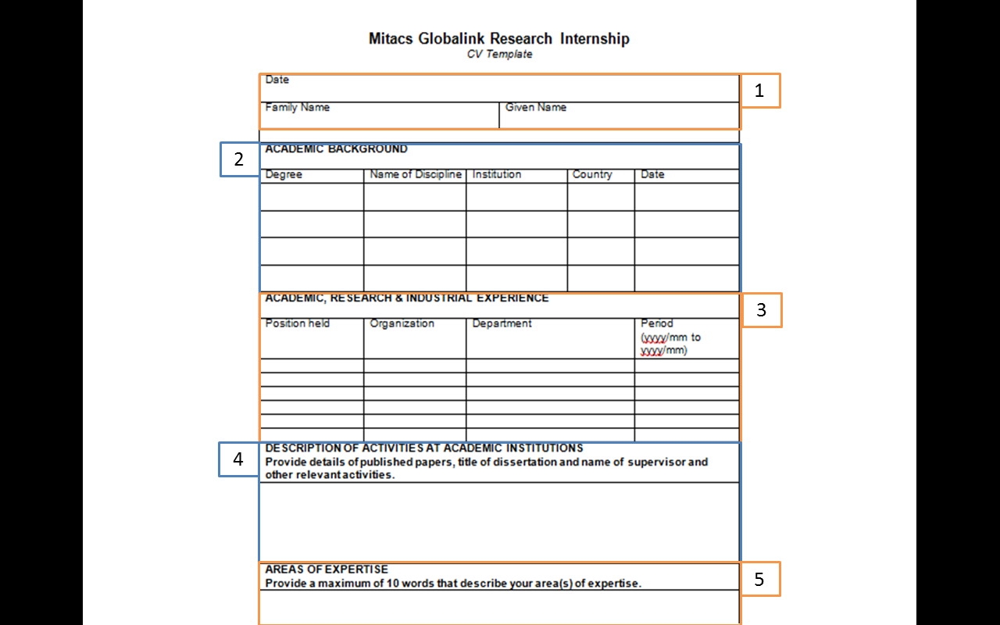 Mitacs Globalink Research Internship
CV Template
Date
1
Family Name
Given Name
2
ACADEMIC BACKGROUND
Degree
Name of Discipline
Institution
Country
Date
ACADEMIC, RESEARCH & INDUSTRIAL EXPERIENCE
3
Position held
Organization
Department
Period
(yyyy/mm to
yyyy/mm)
4
DESCRIPTION OF ACTIVITIES AT ACADEMIC INSTITUTIONS
Provide details of published papers, title of dissertation and name of supervisor and
other relevant activities.
AREAS OF EXPERTISE
5
Provide a maximum of 10 words that describe your area(s) of expertise.